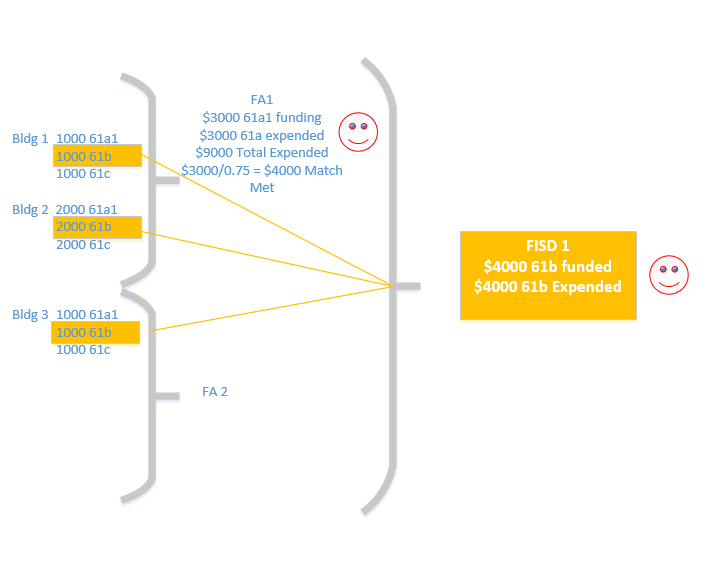 FA1
$3000 61a1 funding
$3000 61a expended
$9000 Total Expended
$3000/0.75 = $4000 Match
Met
Bldg 1 1000 61a1
1000 61b
1000 61c
Bldg 2 2000 61a1
2000 61b
2000 61c
Bldg 3 1000 61a1
1000 61b
1000 61c
FA 2
FISD 1
$4000 61b funded
$4000 61b Expended